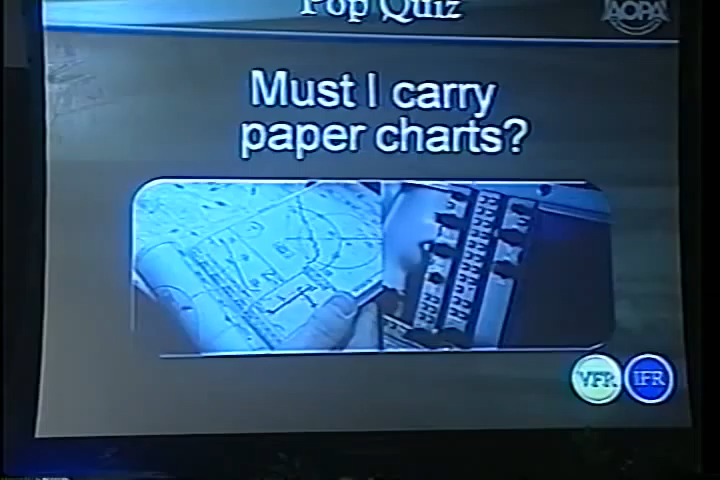 Pop Quiz
AOPA
Must I carry
paper charts?
VFR
IFR